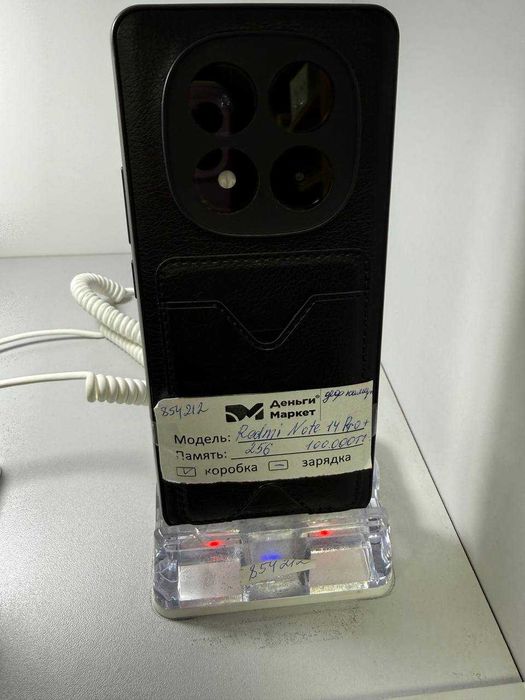 854212
Деньги
Маркет
Модель: Redmi Note 14 Pro+
Память: 256 100.000тг
коробка зарядка
854212